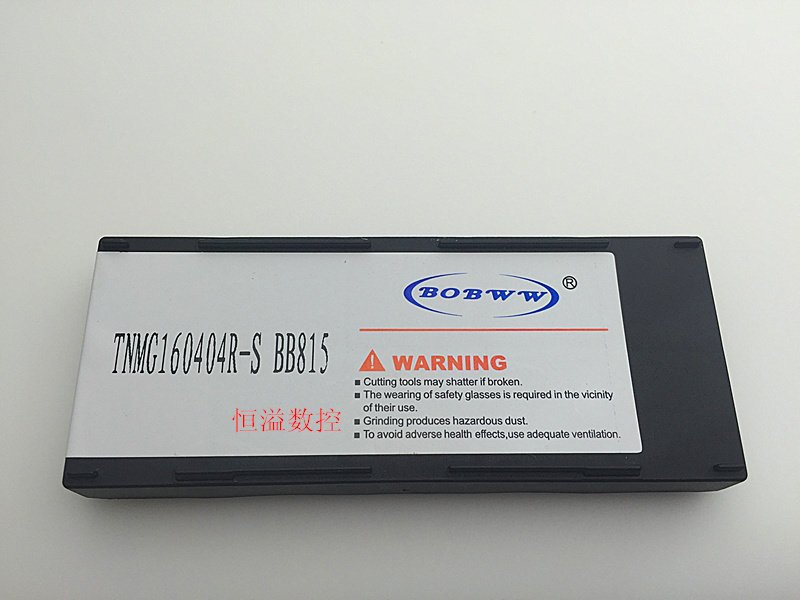 BOBWW®
TNMG160404R-S BB815
WARNING
■ Cutting tools may shatter if broken.
■ The wearing of safety glasses is required in the vicinity
of their use.
■ Grinding produces hazardous dust.
■ To avoid adverse health effects,use adequate ventilation.
恒溢数控